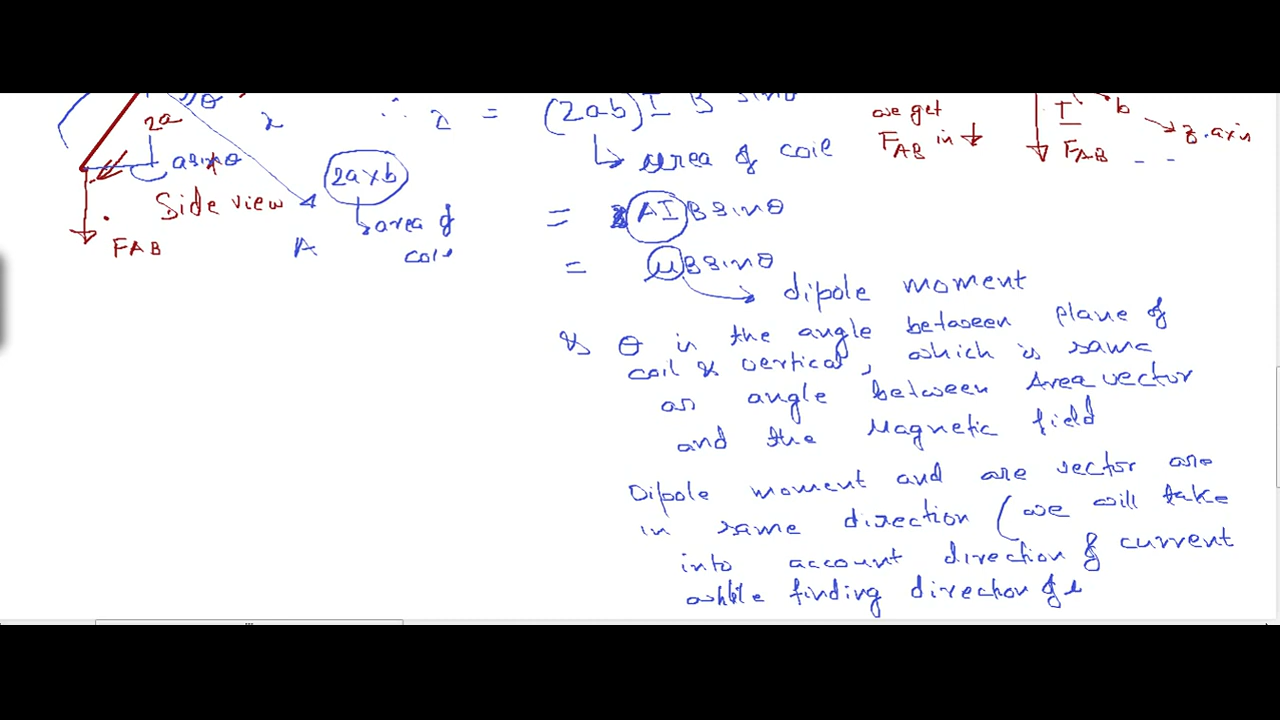 θ
2a
τ
∴ τ = (2ab) I B sinθ
we get
F_AB in ↓
I
b
z.axis
F_AB
asinθ
2a×b
area of coil
Side view
F_AB
A
area of
= AI B sinθ
= μ B sinθ
dipole moment
& θ is the angle between plane of
coil & vertical, which is same
as angle between Area vector
and the Magnetic field
Dipole moment and are vector are
in same direction (we will take
into account direction of current
while finding direction of